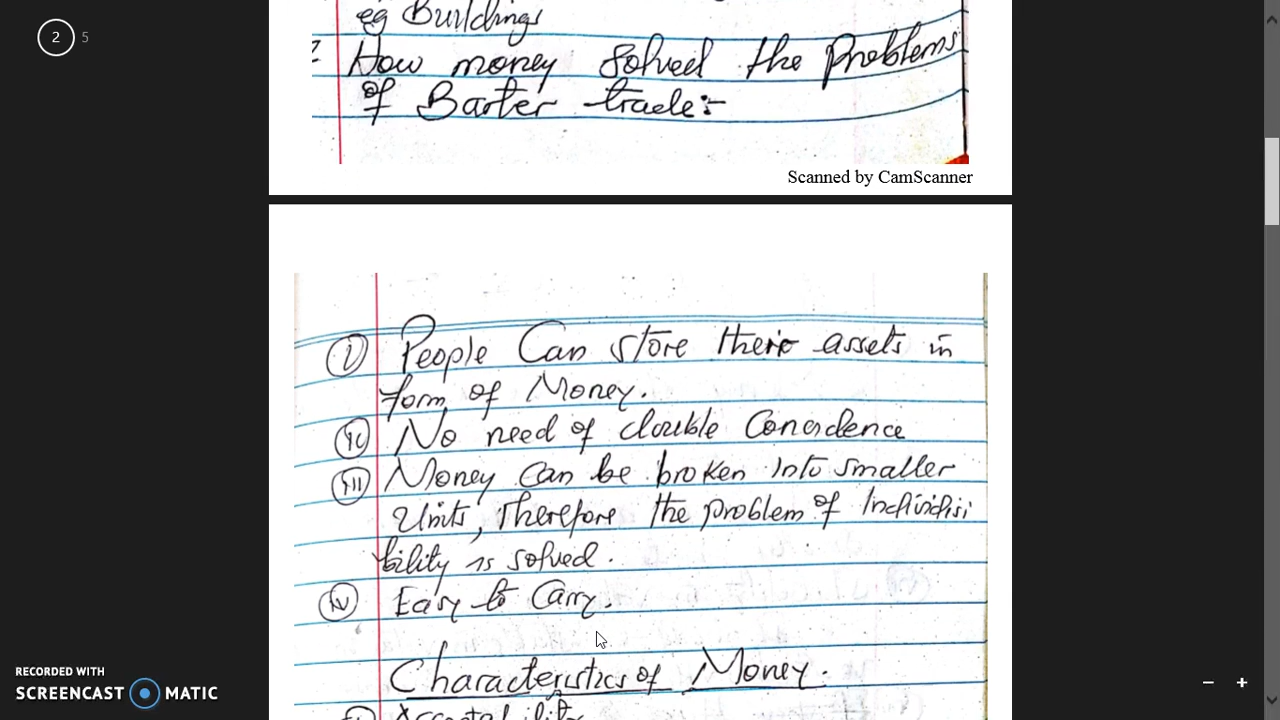 2 5
eg Buildings
How money solved the Problems
of Barter trade:-
Scanned by CamScanner
(i) People Can store their assets in
form of Money.
(ii) No need of double
(iii) Money can be broken into smaller
Units, Therefore the problem of Indivisi
bility is solved.
(iv) Easy to Carry.
Characteristics of Money.
(i) Acceptability
RECORDED WITH
SCREENCAST MATIC